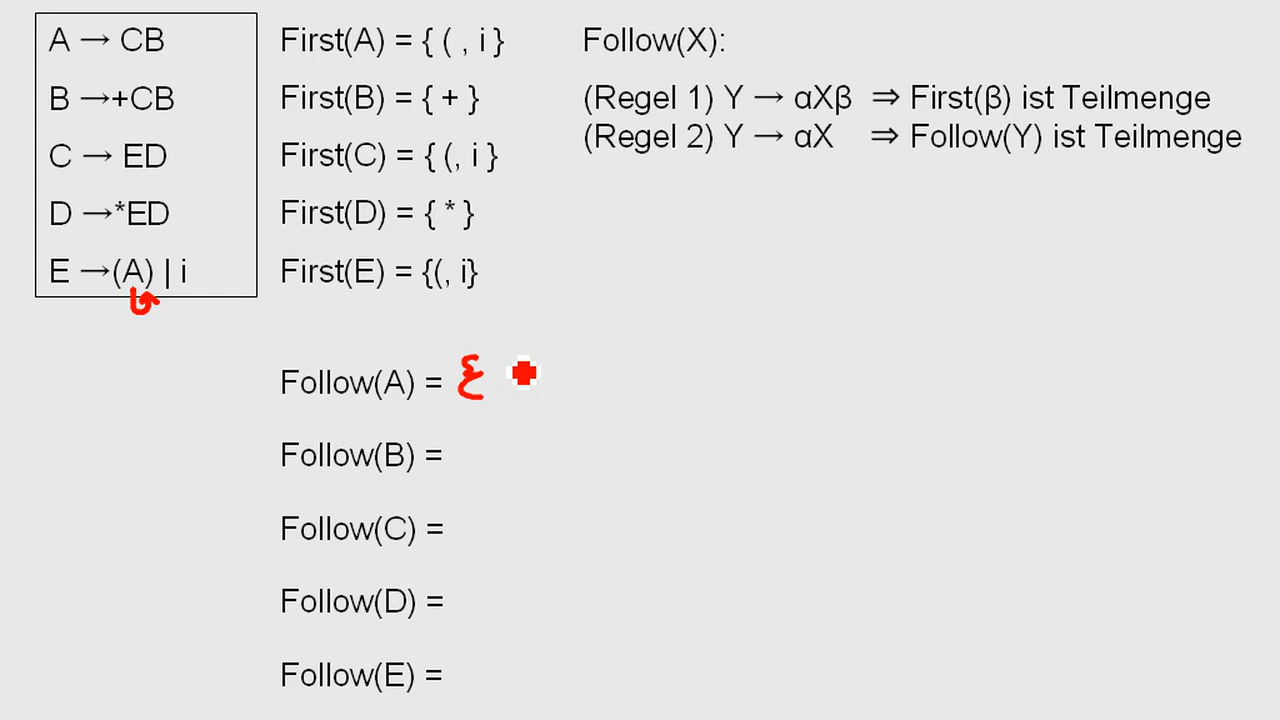 A → CB First(A) = { ( , i } Follow(X):
B →+CB First(B) = { + } (Regel 1) Y → αXβ ⇒ First(β) ist Teilmenge
(Regel 2) Y → αX ⇒ Follow(Y) ist Teilmenge
C → ED First(C) = { (, i }
D →*ED First(D) = { * }
E →(A) | i First(E) = {(, i}
Follow(A) = {
Follow(B) =
Follow(C) =
Follow(D) =
Follow(E) =